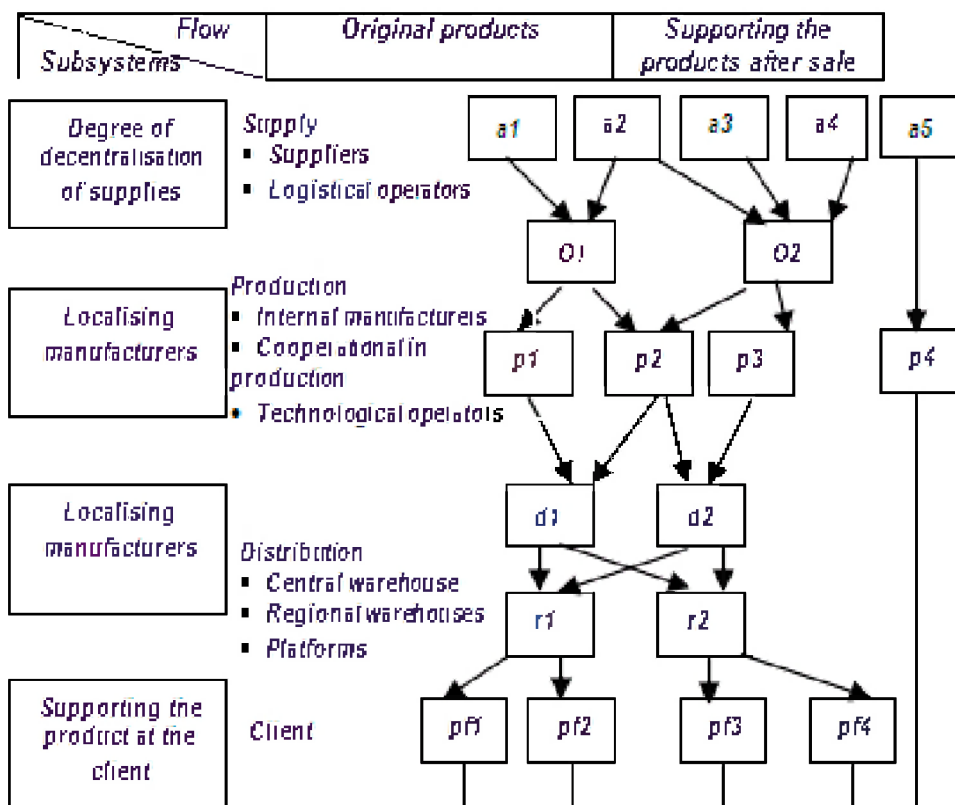 Flow
Subsystems
Original products
Supporting the
products after sale
Degree of
decentralisation
of supplies
Supply
▪ Suppliers
▪ Logistical operators
a1
a2
a3
a4
a5
O1
O2
Localising
manufacturers
Production
▪ Internal manufacturers
▪ Cooperational in
production
• Technological operators
p1
p2
p3
p4
Localising
manufacturers
Distribution
▪ Central warehouse
▪ Regional warehouses
▪ Platforms
d1
d2
r1
r2
Supporting the
product at the
client
Client
pf1
pf2
pf3
pf4